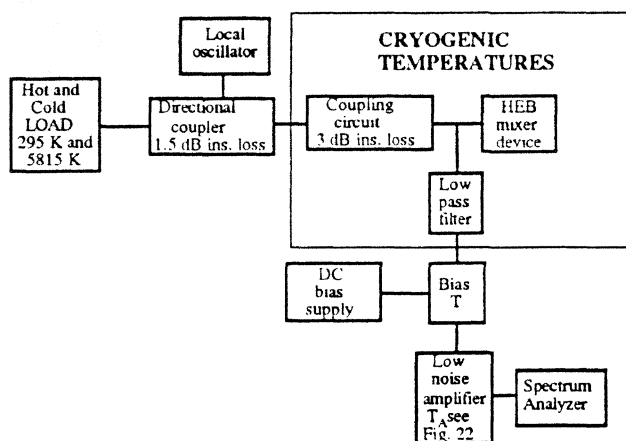 Local
oscillator
CRYOGENIC
TEMPERATURES
Hot and
Cold
LOAD
295 K and
5815 K
Directional
coupler
1.5 dB ins. loss
Coupling
circuit
3 dB ins. loss
HEB
mixer
device
Low
pass
filter
DC
bias
supply
Bias
T
Low
noise
amplifier
TA see
Fig. 22
Spectrum
Analyzer